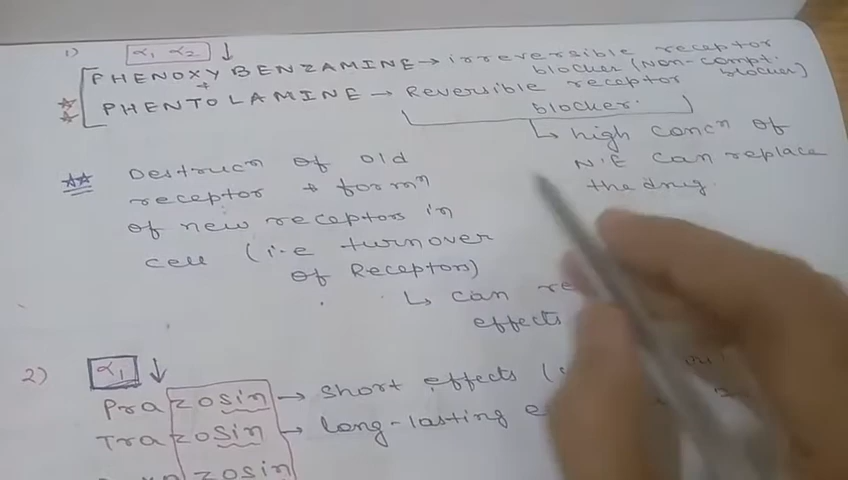 1) α₁ α₂ ↓
PHENOXYBENZAMINE → irreversible receptor
blocker (Non-compt. blocker)
+
PHENTOLAMINE → Reversible receptor
blocker.
↳ high concn of
N.E can replace
the drug.
Destrucn of old
receptor + formn
of new receptors in
cell (i.e turnover
of Receptors)
↳ can
effects
2) α₁ ↓
Prazosin → short effects
Trazosin → long-lasting
zosin